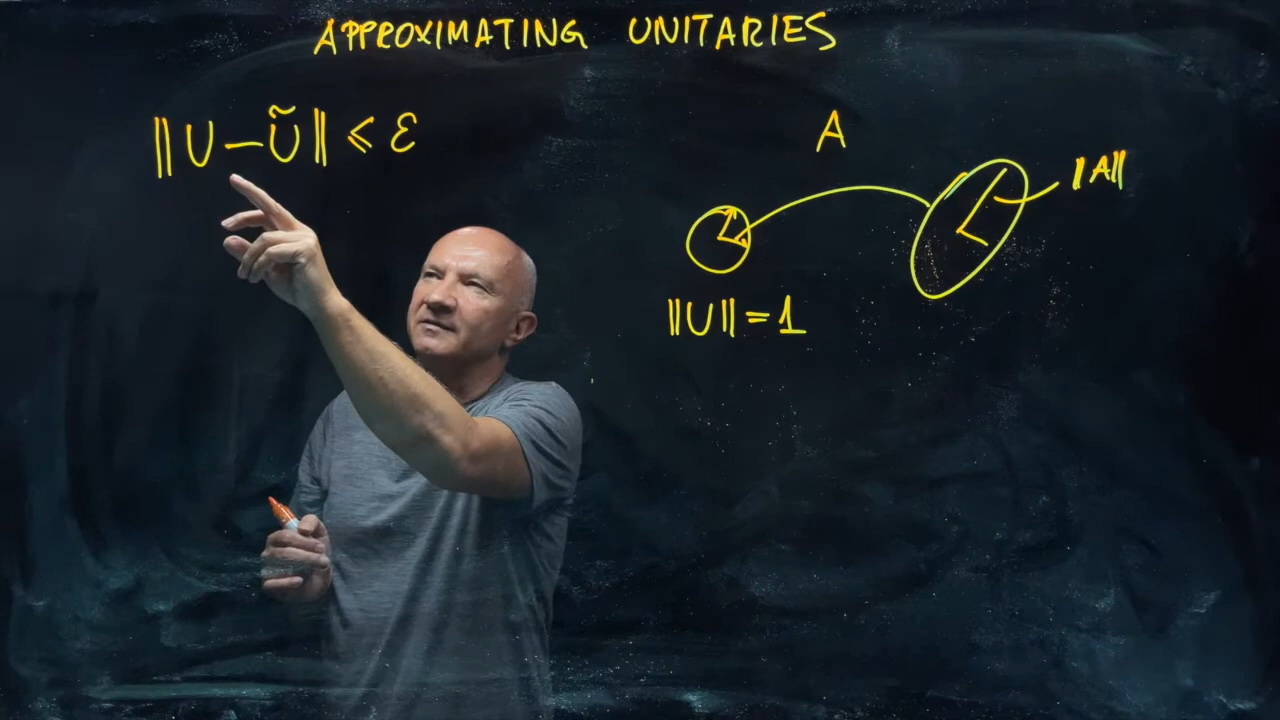 APPROXIMATING UNITARIES
‖U−Ũ‖ ⩽ ε
A
‖A‖
‖U‖=1